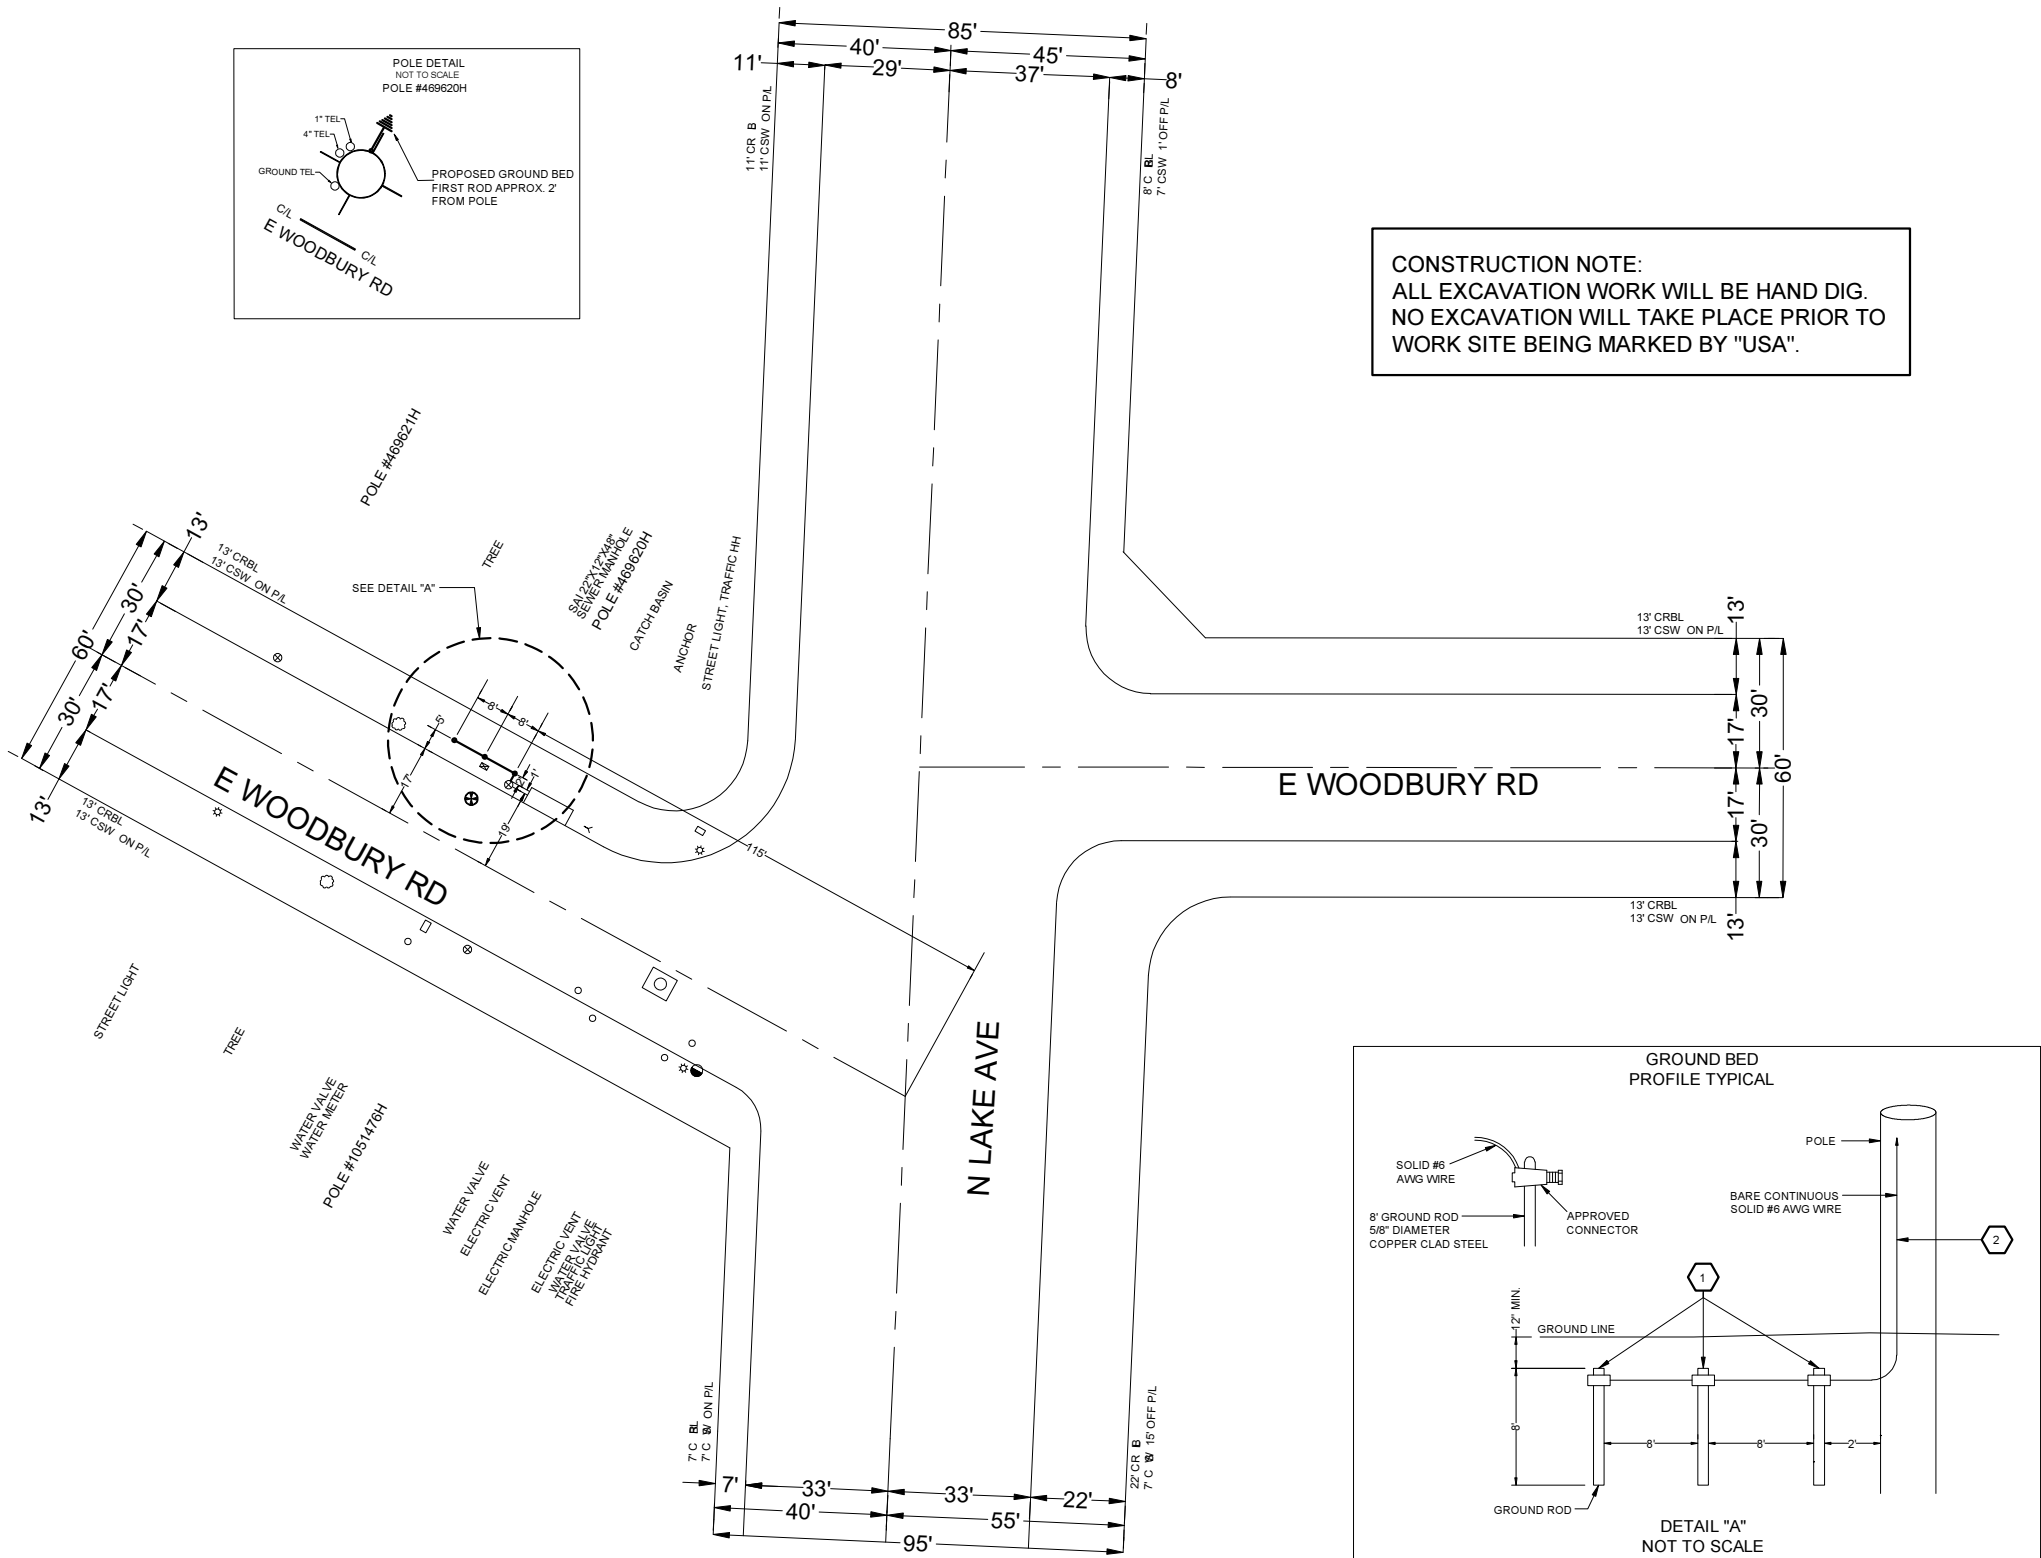 POLE DETAIL
NOT TO SCALE
POLE #469620H
1" TEL
4" TEL
GROUND TEL
PROPOSED GROUND BED
FIRST ROD APPROX. 2'
FROM POLE
C/L
C/L
E WOODBURY RD
85'
40'
45'
11'
29'
37'
8'
11' CR B
11' CSW ON P/L
8' C BL
7' CSW 1' OFF P/L
CONSTRUCTION NOTE:
ALL EXCAVATION WORK WILL BE HAND DIG.
NO EXCAVATION WILL TAKE PLACE PRIOR TO
WORK SITE BEING MARKED BY "USA".
POLE #469621H
TREE
SAI 22"X12"X48"
SEWER MANHOLE
POLE #469620H
CATCH BASIN
ANCHOR
STREET LIGHT, TRAFFIC HH
SEE DETAIL "A"
13'
13' CRBL
13' CSW ON P/L
30'
17'
60'
30'
17'
13'
13' CRBL
13' CSW ON P/L
5'
8'
8'
17'
2'
1'
19'
115'
E WOODBURY RD
13' CRBL
13' CSW ON P/L
13'
30'
17'
60'
17'
30'
13'
13' CRBL
13' CSW ON P/L
E WOODBURY RD
N LAKE AVE
STREET LIGHT
TREE
WATER VALVE
WATER METER
POLE #1051476H
WATER VALVE
ELECTRIC VENT
ELECTRIC MANHOLE
ELECTRIC VENT
WATER VALVE
TRAFFIC LIGHT
FIRE HYDRANT
7' C BL
7' C W ON P/L
22' CR B
7' C W 15' OFF P/L
7'
33'
33'
22'
40'
55'
95'
GROUND BED
PROFILE TYPICAL
SOLID #6
AWG WIRE
8' GROUND ROD
5/8" DIAMETER
COPPER CLAD STEEL
APPROVED
CONNECTOR
POLE
BARE CONTINUOUS
SOLID #6 AWG WIRE
2
1
12" MIN.
GROUND LINE
8'
8'
8'
2'
GROUND ROD
DETAIL "A"
NOT TO SCALE